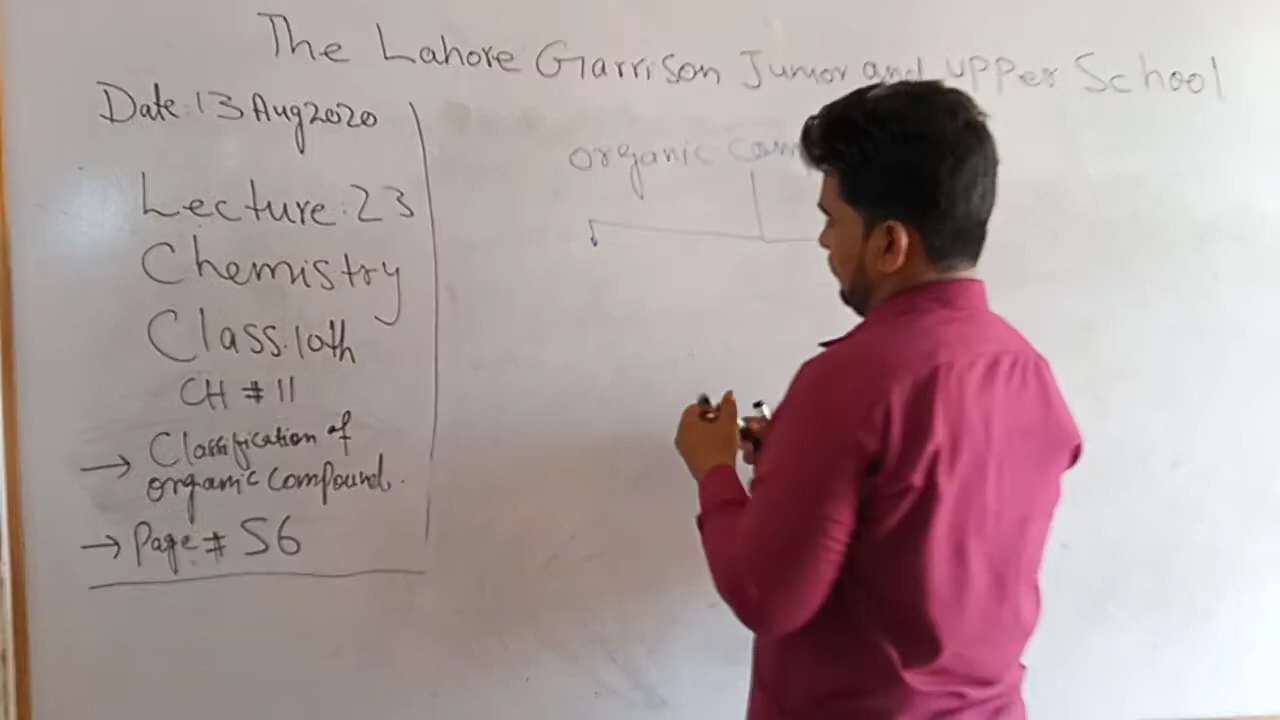 The Lahore Garrison Junior and upper School
Date: 13 Aug 2020
Lecture: 23
Chemistry
Class. 10th
CH # 11
→ Classification of
organic Compound.
→ Page # 56
organic